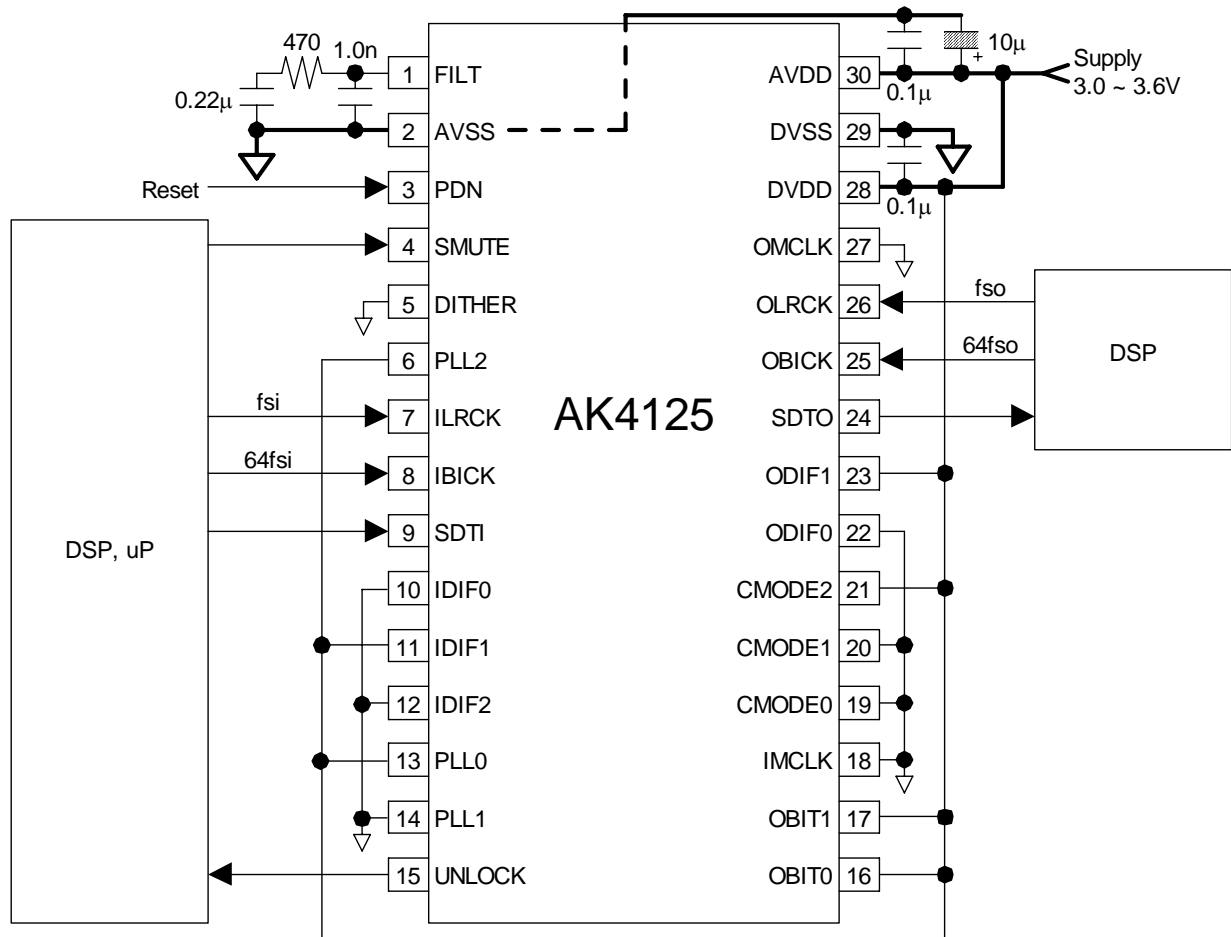 470 1.0n
0.22µ
Reset
DSP, uP
fsi
64fsi
1 FILT
2 AVSS
3 PDN
4 SMUTE
5 DITHER
6 PLL2
7 ILRCK
8 IBICK
9 SDTI
10 IDIF0
11 IDIF1
12 IDIF2
13 PLL0
14 PLL1
15 UNLOCK
AK4125
AVDD 30
DVSS 29
DVDD 28
OMCLK 27
OLRCK 26
OBICK 25
SDTO 24
ODIF1 23
ODIF0 22
CMODE2 21
CMODE1 20
CMODE0 19
IMCLK 18
OBIT1 17
OBIT0 16
10µ
+
0.1µ
Supply
3.0 ~ 3.6V
0.1µ
fso
64fso
DSP